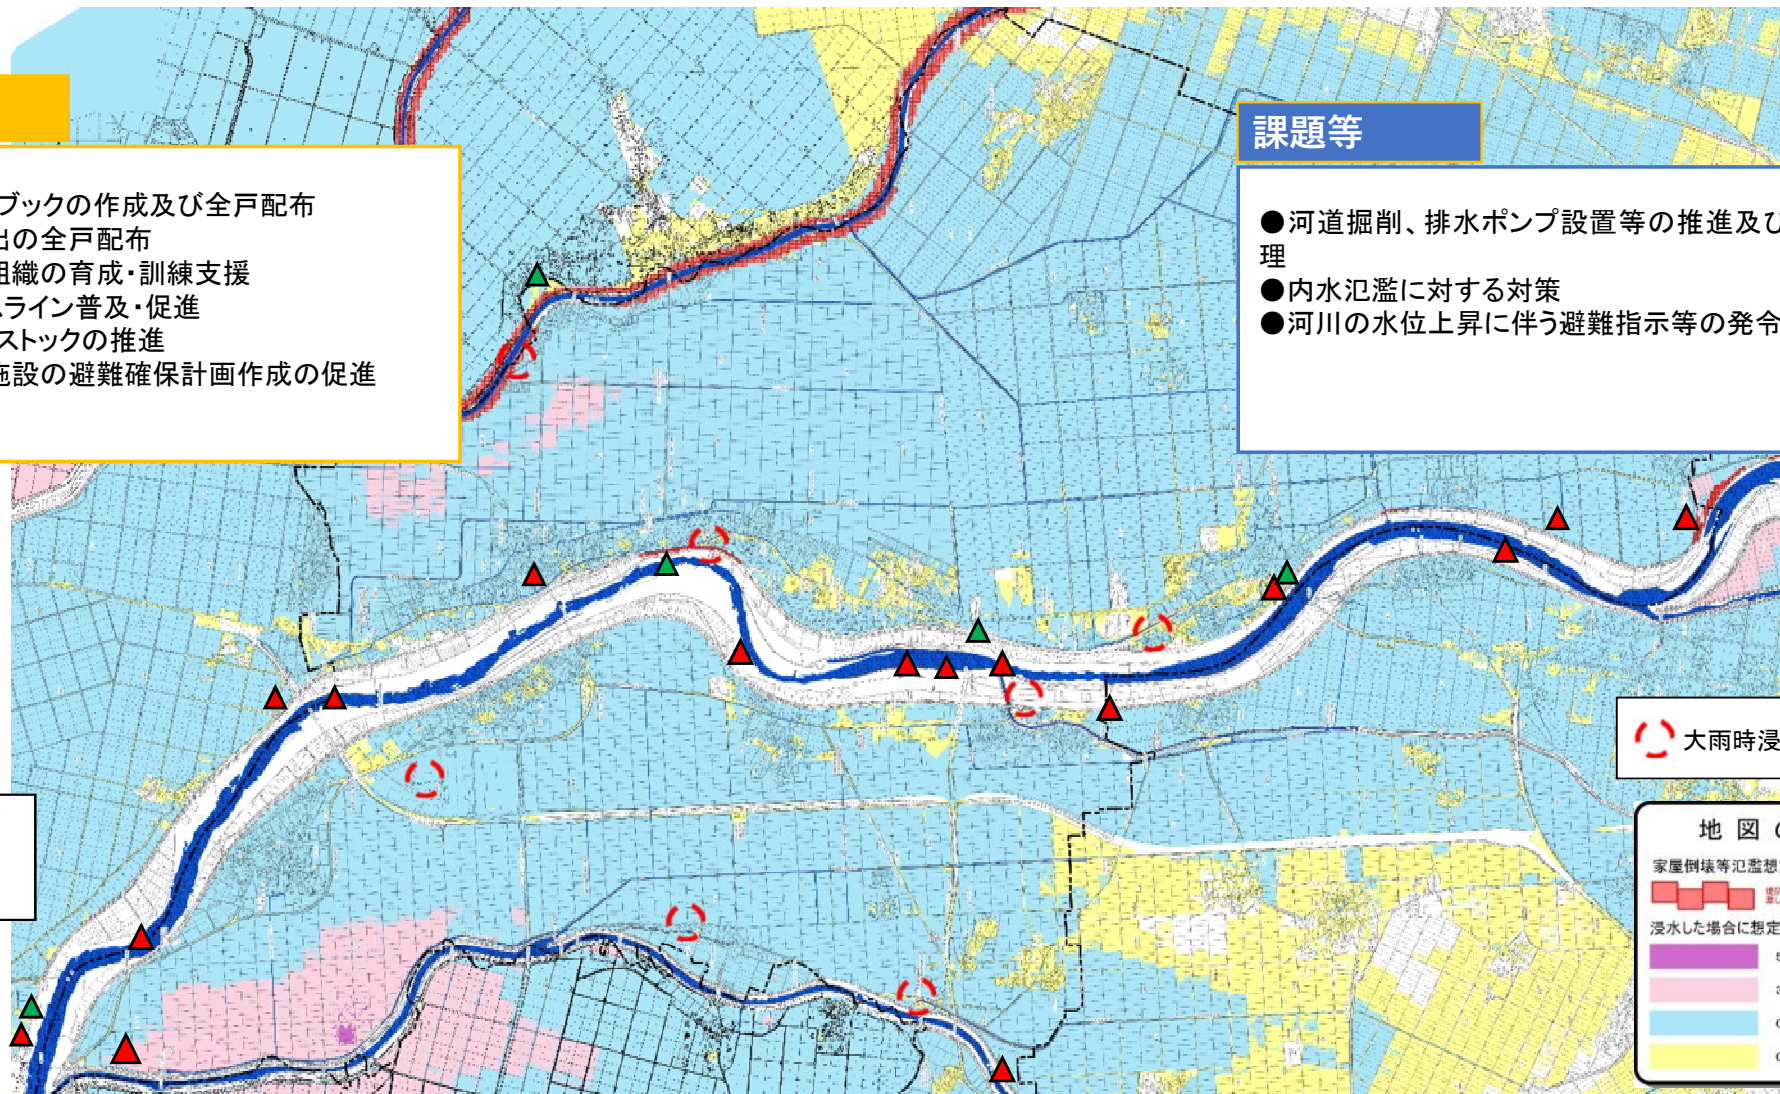 ブックの作成及び全戸配布
出の全戸配布
組織の育成・訓練支援
ムライン普及・促進
ストックの推進
施設の避難確保計画作成の促進
課題等
●河道掘削、排水ポンプ設置等の推進及び
理
●内水氾濫に対する対策
●河川の水位上昇に伴う避難指示等の発令
大雨時浸
地 図
家屋倒壊等氾濫想
浸水した場合に想定